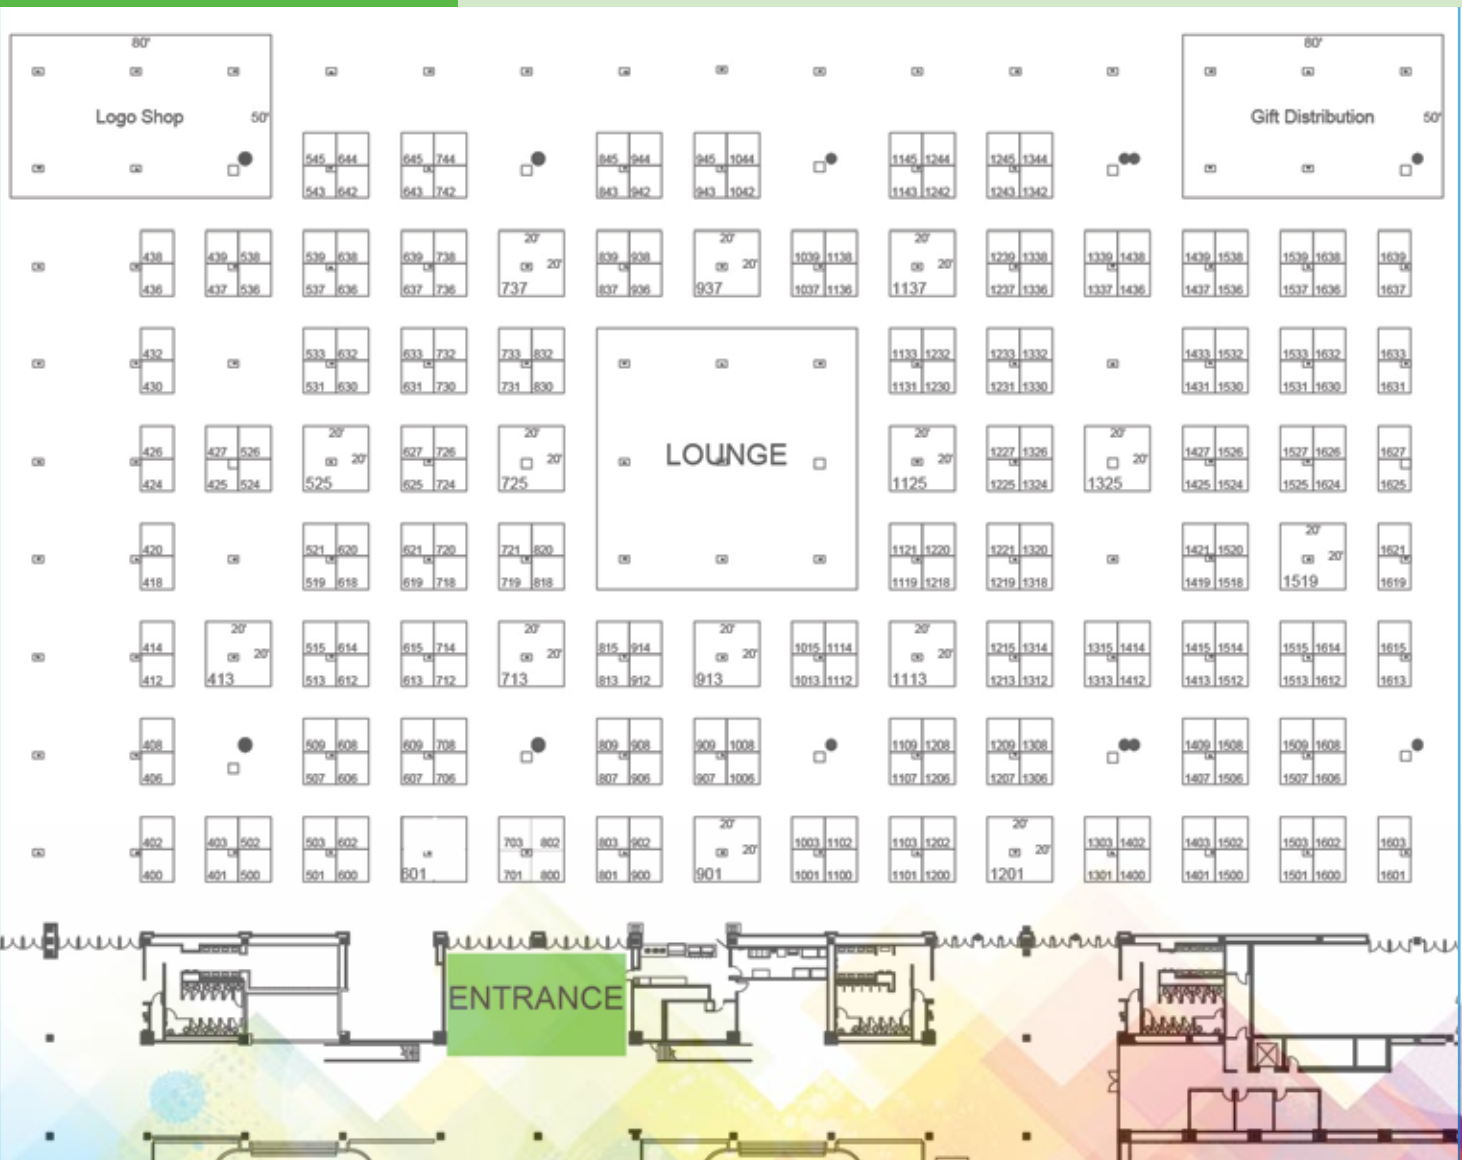 80' 80'
Logo Shop 50' Gift Distribution 50'
545 644 645 744 845 944 945 1044 1145 1244 1245 1344
543 642 643 742 843 942 943 1042 1143 1242 1243 1342
20' 20' 20'
438 439 538 539 638 639 738 20' 839 938 20' 1039 1138 20' 1239 1338 1339 1438 1439 1538 1539 1638 1639
436 437 536 537 636 637 736 737 837 936 937 1037 1136 1137 1237 1336 1337 1436 1437 1536 1537 1636 1637
432 533 632 633 732 733 832 1133 1232 1233 1332 1433 1532 1533 1632 1633
430 531 630 631 730 731 830 1131 1230 1231 1330 1431 1530 1531 1630 1631
20' 20' 20' 20'
426 427 526 20' 627 726 20' LOUNGE 20' 1227 1326 20' 1427 1526 1527 1626 1627
424 425 524 525 625 724 725 1125 1225 1324 1325 1425 1524 1525 1624 1625
20'
420 521 620 621 720 721 820 1121 1220 1221 1320 1421 1520 20' 1621
418 519 618 619 718 719 818 1119 1218 1219 1318 1419 1518 1519 1619
20' 20' 20' 20'
414 20' 515 614 615 714 20' 815 914 20' 1015 1114 20' 1215 1314 1315 1414 1415 1514 1515 1614 1615
412 413 513 612 613 712 713 813 912 913 1013 1112 1113 1213 1312 1313 1412 1413 1512 1513 1612 1613
408 509 608 609 708 809 908 909 1008 1109 1208 1209 1308 1409 1508 1509 1608
406 507 606 607 706 807 906 907 1006 1107 1206 1207 1306 1407 1506 1507 1606
20' 20'
402 403 502 503 602 703 802 803 902 20' 1003 1102 1103 1202 20' 1303 1402 1403 1502 1503 1602 1603
400 401 500 501 600 601 701 800 801 900 901 1001 1100 1101 1200 1201 1301 1400 1401 1500 1501 1600 1601
ENTRANCE